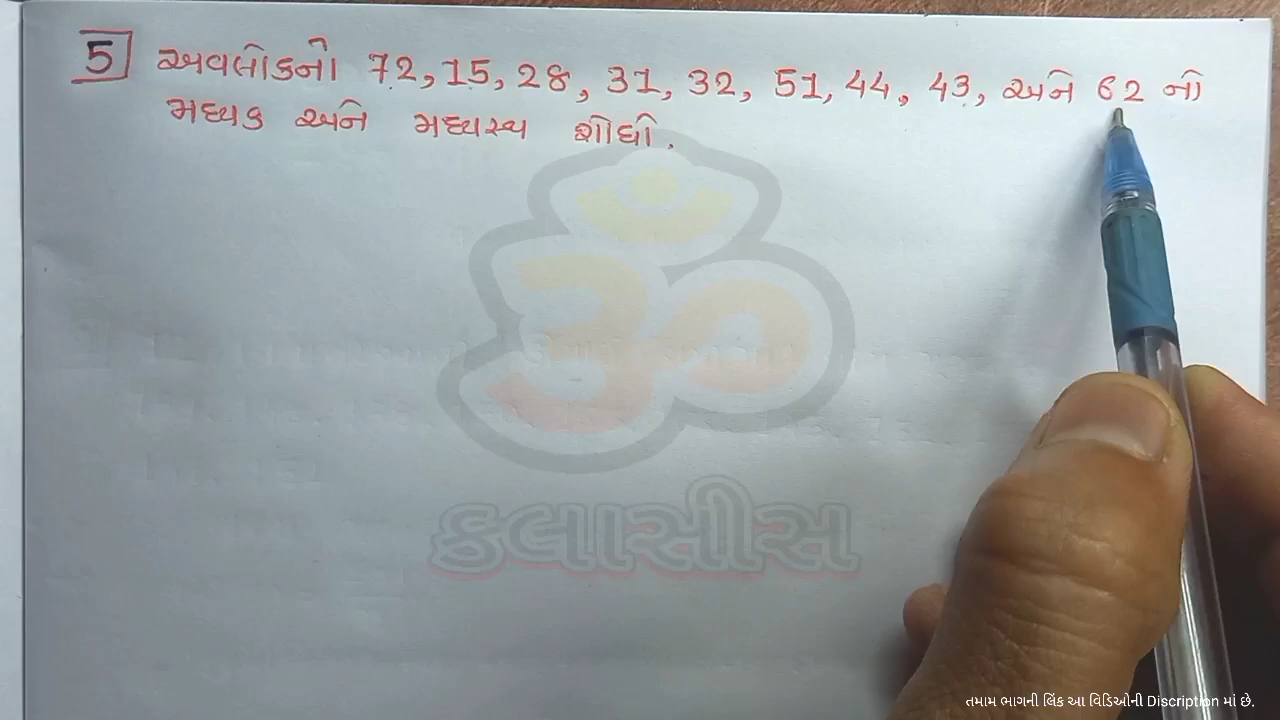 5 અવલોકનો 72, 15, 28, 31, 32, 51, 44, 43, અને 62 નો
મધ્યક અને મધ્યસ્થ શોધો.
ૐ
કલાસીસ
તમામ ભાગની લિંક આ વિડિઓની Discription માં છે.